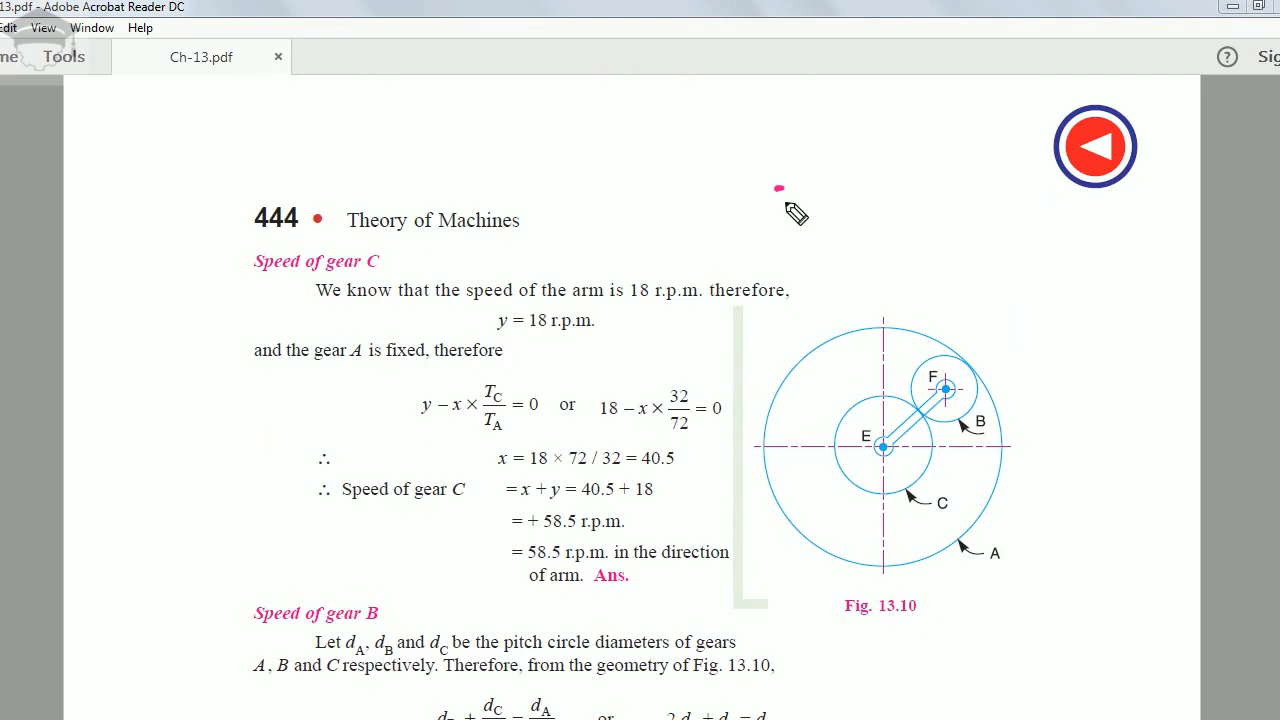 13.pdf - Adobe Acrobat Reader DC
Edit View Window Help
me Tools Ch-13.pdf × ? Sig
444 • Theory of Machines
Speed of gear C
We know that the speed of the arm is 18 r.p.m. therefore,
y = 18 r.p.m.
and the gear A is fixed, therefore
y – x × T_C / T_A = 0 or 18 – x × 32 / 72 = 0
∴ x = 18 × 72 / 32 = 40.5
∴ Speed of gear C = x + y = 40.5 + 18
= + 58.5 r.p.m.
= 58.5 r.p.m. in the direction
of arm. Ans.
F
B
E
C
A
Fig. 13.10
Speed of gear B
Let d_A, d_B and d_C be the pitch circle diameters of gears
A, B and C respectively. Therefore, from the geometry of Fig. 13.10,
d_C d_A or